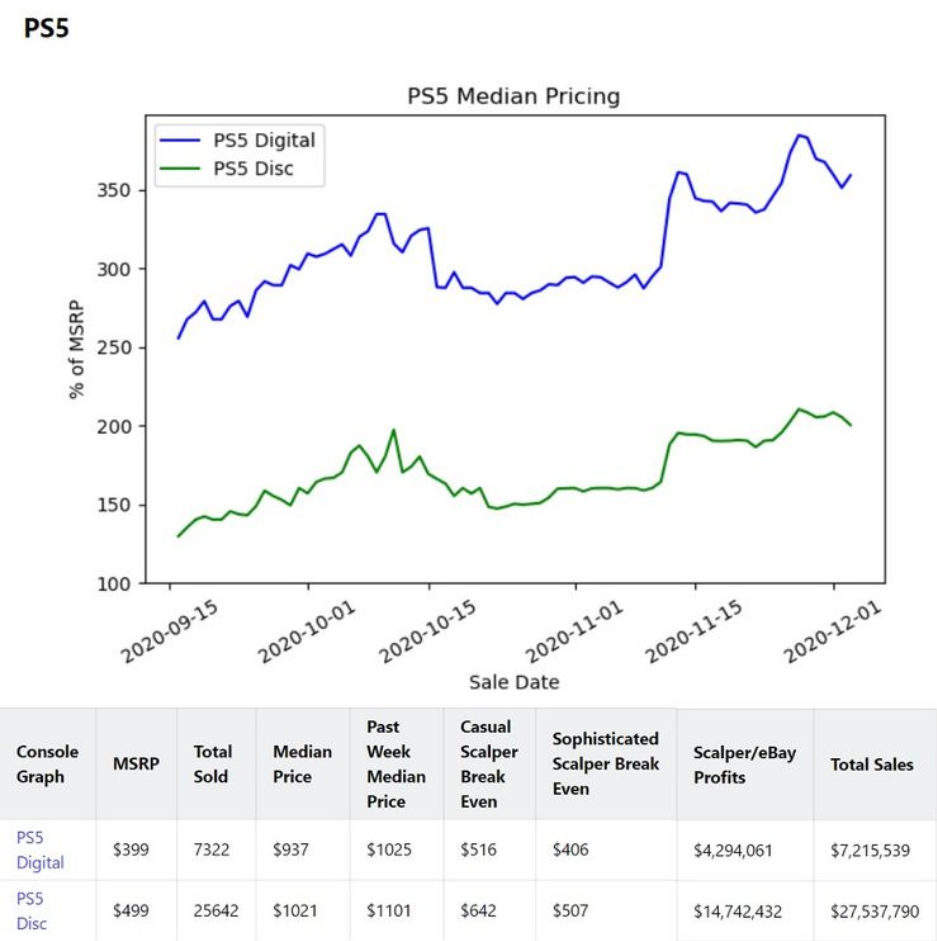 PS5
PS5 Median Pricing
PS5 Digital
PS5 Disc
% of MSRP
350
300
250
200
150
100
2020-09-15
2020-10-01
2020-10-15
2020-11-01
2020-11-15
2020-12-01
Sale Date
Console Graph MSRP Total Sold Median Price Past Week Median Price Casual Scalper Break Even Sophisticated Scalper Break Even Scalper/eBay Profits Total Sales
PS5 Digital $399 7322 $937 $1025 $516 $406 $4,294,061 $7,215,539
PS5 Disc $499 25642 $1021 $1101 $642 $507 $14,742,432 $27,537,790